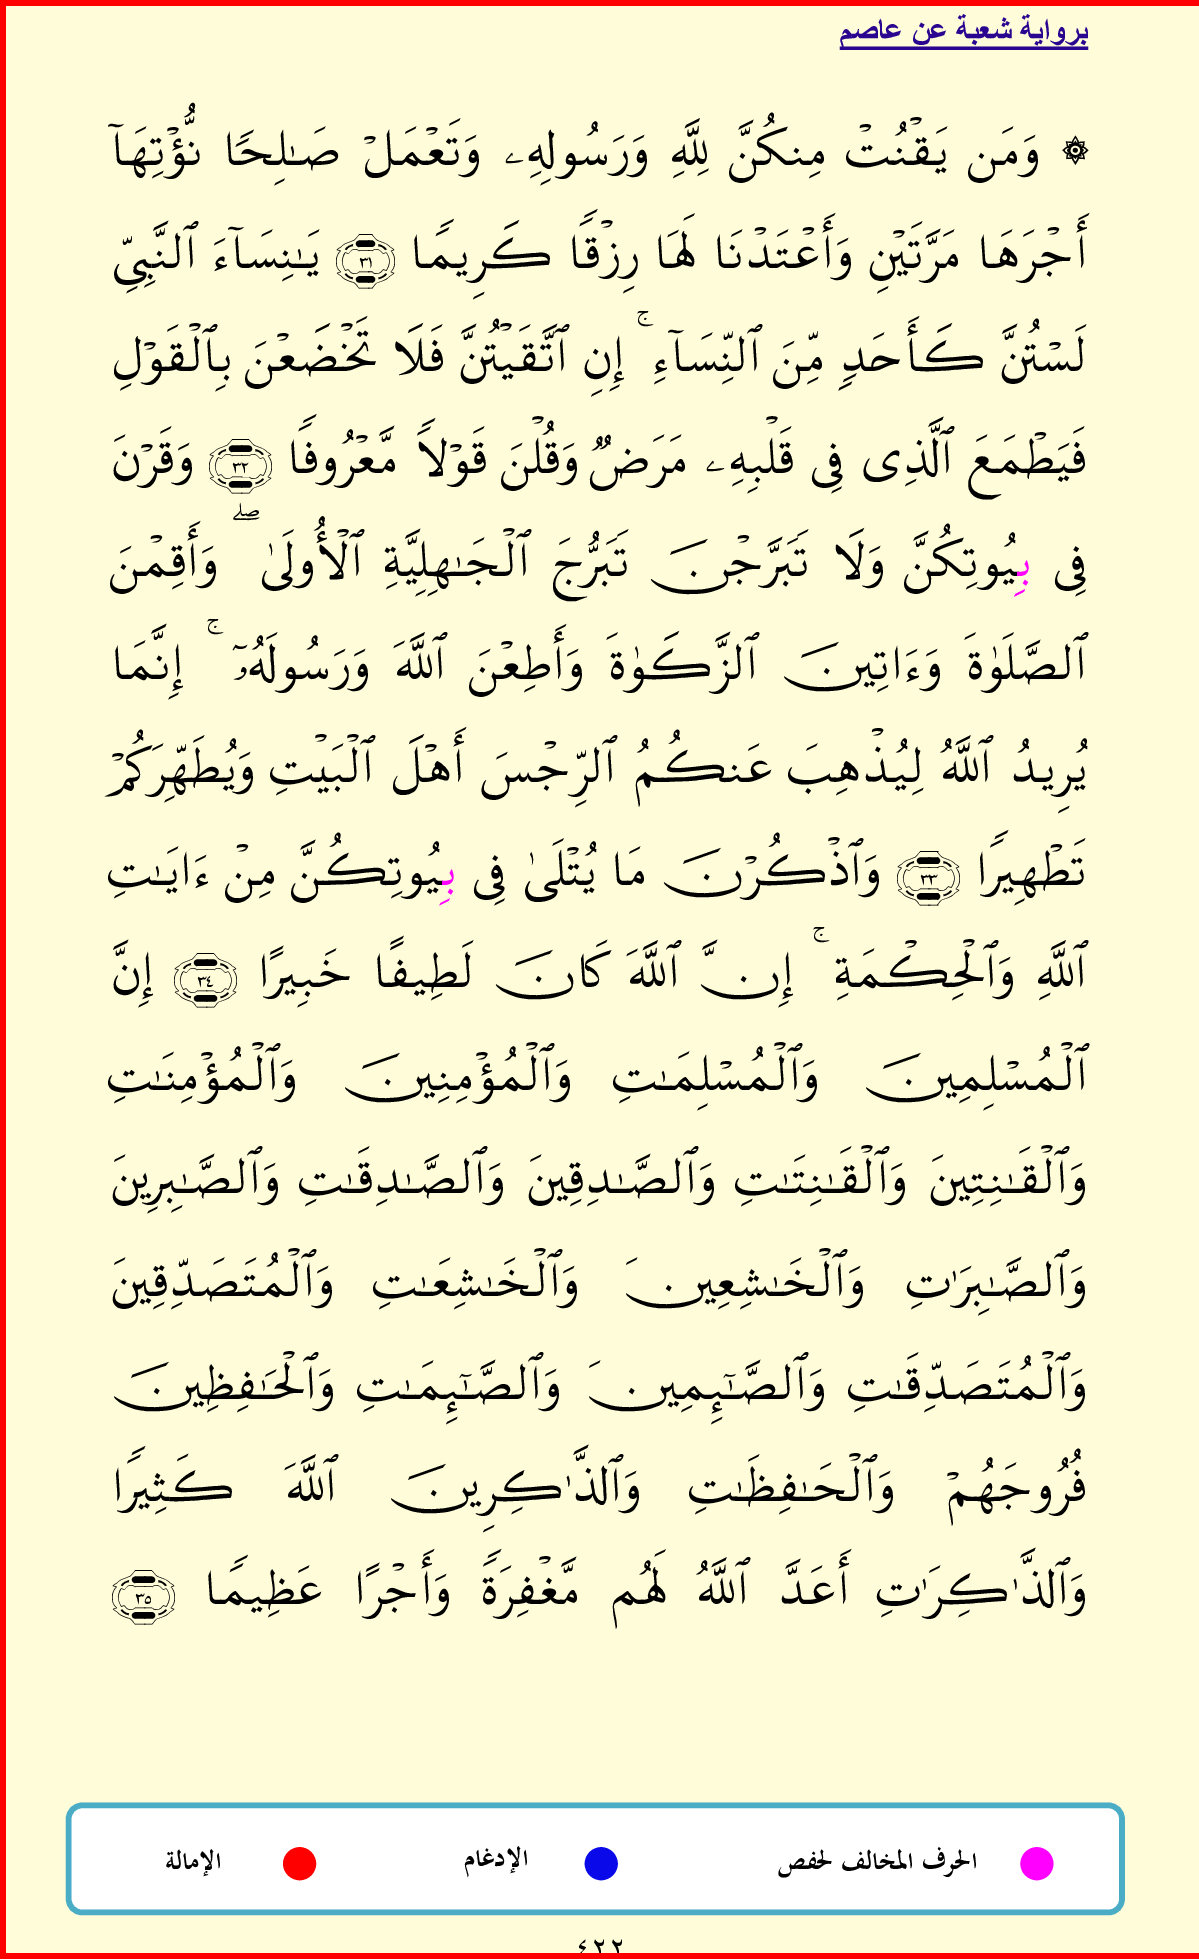 برواية شعبة عن عاصم
۞ وَمَن يَقْنُتْ مِنكُنَّ لِلَّهِ وَرَسُولِهِۦ وَتَعْمَلْ صَـٰلِحًا نُّؤْتِهَآ
أَجْرَهَا مَرَّتَيْنِ وَأَعْتَدْنَا لَهَا رِزْقًا كَرِيمًا ٣١ يَـٰنِسَآءَ ٱلنَّبِيِّ
لَسْتُنَّ كَأَحَدٍ مِّنَ ٱلنِّسَآءِ ۚ إِنِ ٱتَّقَيْتُنَّ فَلَا تَخْضَعْنَ بِٱلْقَوْلِ
فَيَطْمَعَ ٱلَّذِى فِى قَلْبِهِۦ مَرَضٌ وَقُلْنَ قَوْلًا مَّعْرُوفًا ٣٢ وَقَرْنَ
فِى بِيُوتِكُنَّ وَلَا تَبَرَّجْنَ تَبَرُّجَ ٱلْجَـٰهِلِيَّةِ ٱلْأُولَىٰ ۖ وَأَقِمْنَ
ٱلصَّلَوٰةَ وَءَاتِينَ ٱلزَّكَوٰةَ وَأَطِعْنَ ٱللَّهَ وَرَسُولَهُۥٓ ۚ إِنَّمَا
يُرِيدُ ٱللَّهُ لِيُذْهِبَ عَنكُمُ ٱلرِّجْسَ أَهْلَ ٱلْبَيْتِ وَيُطَهِّرَكُمْ
تَطْهِيرًا ٣٣ وَٱذْكُرْنَ مَا يُتْلَىٰ فِى بِيُوتِكُنَّ مِنْ ءَايَـٰتِ
ٱللَّهِ وَٱلْحِكْمَةِ ۚ إِنَّ ٱللَّهَ كَانَ لَطِيفًا خَبِيرًا ٣٤ إِنَّ
ٱلْمُسْلِمِينَ وَٱلْمُسْلِمَـٰتِ وَٱلْمُؤْمِنِينَ وَٱلْمُؤْمِنَـٰتِ
وَٱلْقَـٰنِتِينَ وَٱلْقَـٰنِتَـٰتِ وَٱلصَّـٰدِقِينَ وَٱلصَّـٰدِقَـٰتِ وَٱلصَّـٰبِرِينَ
وَٱلصَّـٰبِرَٰتِ وَٱلْخَـٰشِعِينَ وَٱلْخَـٰشِعَـٰتِ وَٱلْمُتَصَدِّقِينَ
وَٱلْمُتَصَدِّقَـٰتِ وَٱلصَّـٰٓئِمِينَ وَٱلصَّـٰٓئِمَـٰتِ وَٱلْحَـٰفِظِينَ
فُرُوجَهُمْ وَٱلْحَـٰفِظَـٰتِ وَٱلذَّٰكِرِينَ ٱللَّهَ كَثِيرًا
وَٱلذَّٰكِرَٰتِ أَعَدَّ ٱللَّهُ لَهُم مَّغْفِرَةً وَأَجْرًا عَظِيمًا ٣٥
الحرف المخالف لحفص الإدغام الإمالة
٤٢٢